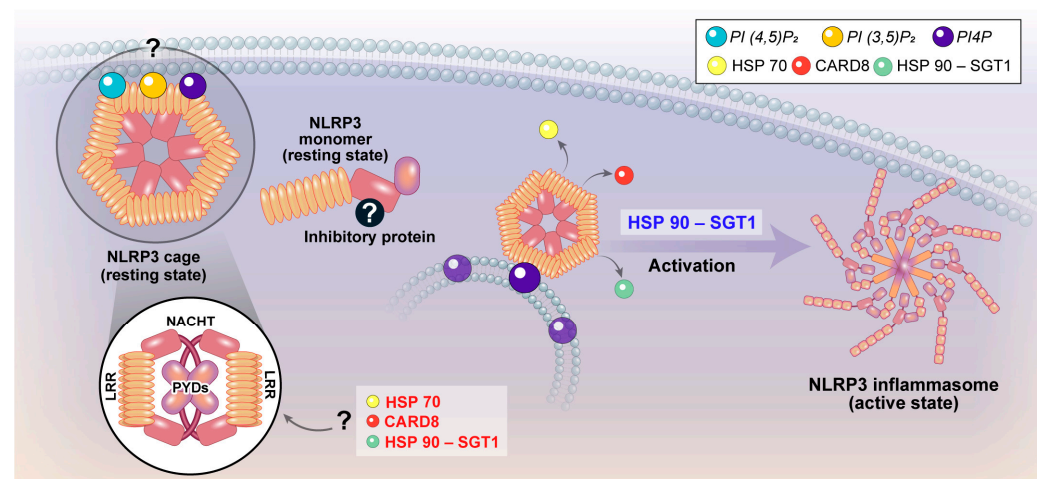 PI (4,5)P₂ PI (3,5)P₂ PI4P
HSP 70 CARD8 HSP 90 – SGT1
?
NLRP3
monomer
(resting state)
?
Inhibitory protein
NLRP3 cage
(resting state)
HSP 90 – SGT1
Activation
NACHT
LRR
PYDs
LRR
?
HSP 70
CARD8
HSP 90 – SGT1
NLRP3 inflammasome
(active state)